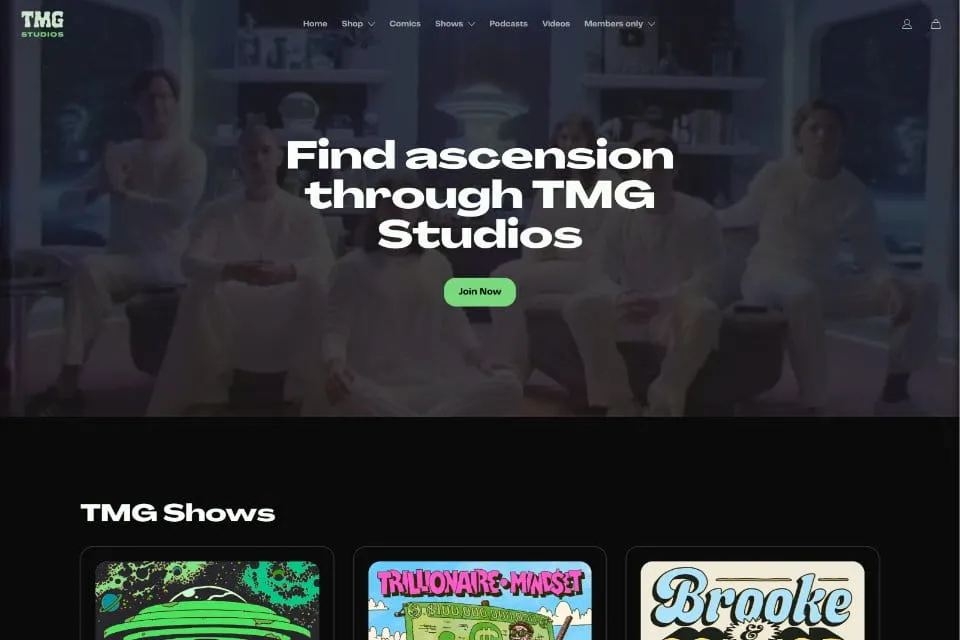 TMG
STUDIOS
Home Shop Comics Shows Podcasts Videos Members only
Find ascension
through TMG
Studios
Join Now
TMG Shows
TRILLIONAIRE MINDSET
Brooke
&